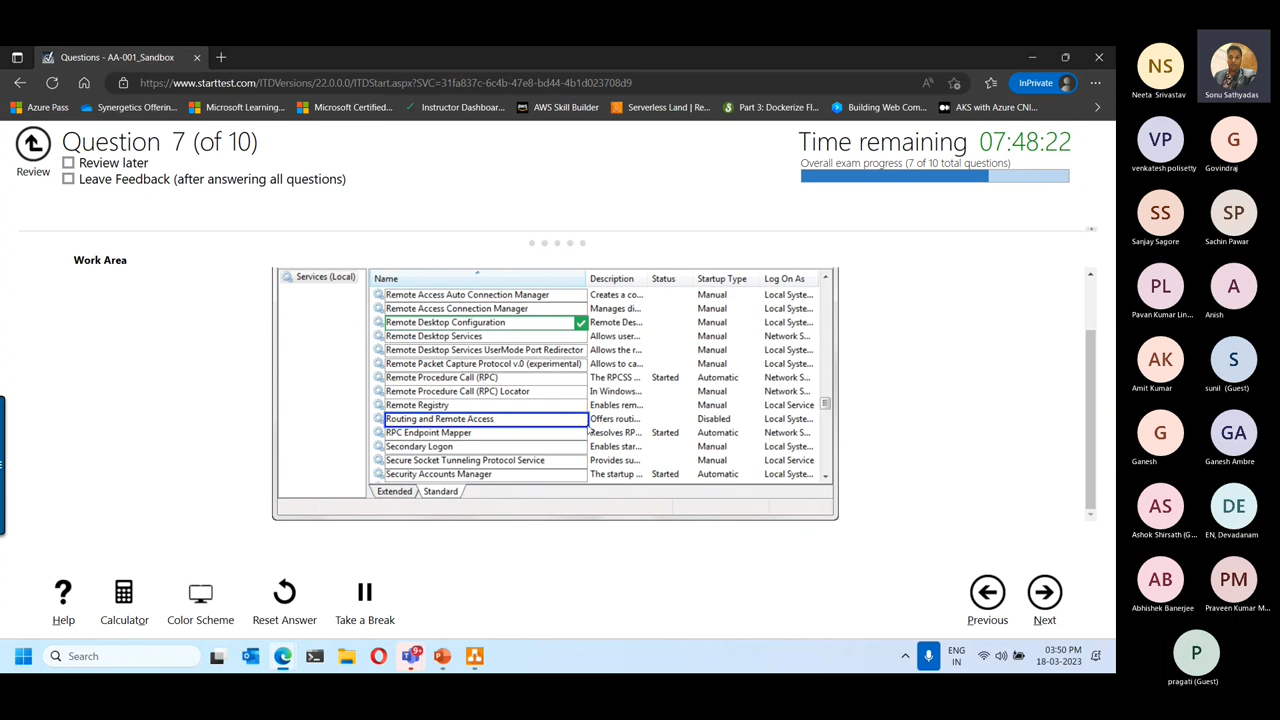 Questions - AA-001_Sandbox
https://www.starttest.com/ITDVersions/22.0.0.0/ITDStart.aspx?SVC=31fa837c-6c4b-47e8-bd44-4b1d023708d9
InPrivate
Azure Pass
Synergetics Offerin...
Microsoft Learning...
Microsoft Certified...
Instructor Dashboar...
AWS Skill Builder
Serverless Land | Re...
Part 3: Dockerize Fl...
Building Web Com...
AKS with Azure CNI...
Review
Question 7 (of 10)
Review later
Leave Feedback (after answering all questions)
Time remaining 07:48:22
Overall exam progress (7 of 10 total questions)
Work Area
Services (Local)
Name Description Status Startup Type Log On As
Remote Access Auto Connection Manager Creates a co... Manual Local Syste...
Remote Access Connection Manager Manages di... Manual Local Syste...
Remote Desktop Configuration Remote Des... Manual Local Syste...
Remote Desktop Services Allows user... Manual Network S...
Remote Desktop Services UserMode Port Redirector Allows the r... Manual Local Syste...
Remote Packet Capture Protocol v.0 (experimental) Allows to ca... Manual Local Syste...
Remote Procedure Call (RPC) The RPCSS ... Started Automatic Network S...
Remote Procedure Call (RPC) Locator In Windows... Manual Network S...
Remote Registry Enables rem... Manual Local Service
Routing and Remote Access Offers routi... Disabled Local Syste...
RPC Endpoint Mapper Resolves RP... Started Automatic Network S...
Secondary Logon Enables star... Manual Local Syste...
Secure Socket Tunneling Protocol Service Provides su... Manual Local Service
Security Accounts Manager The startup ... Started Automatic Local Syste...
Extended Standard
Help
Calculator
Color Scheme
Reset Answer
Take a Break
Previous
Next
Search
9+
ENG
IN
03:50 PM
18-03-2023
NS
Neeta Srivastav
Sonu Sathyadas
VP
venkatesh polisetty
G
Govindraj
SS
Sanjay Sagore
SP
Sachin Pawar
PL
Pavan Kumar Lin...
A
Anish
AK
Amit Kumar
S
sunil (Guest)
G
Ganesh
GA
Ganesh Ambre
AS
Ashok Shirsath (G...
DE
EN, Devadanam
AB
Abhishek Banerjee
PM
Praveen Kumar M...
P
pragati (Guest)